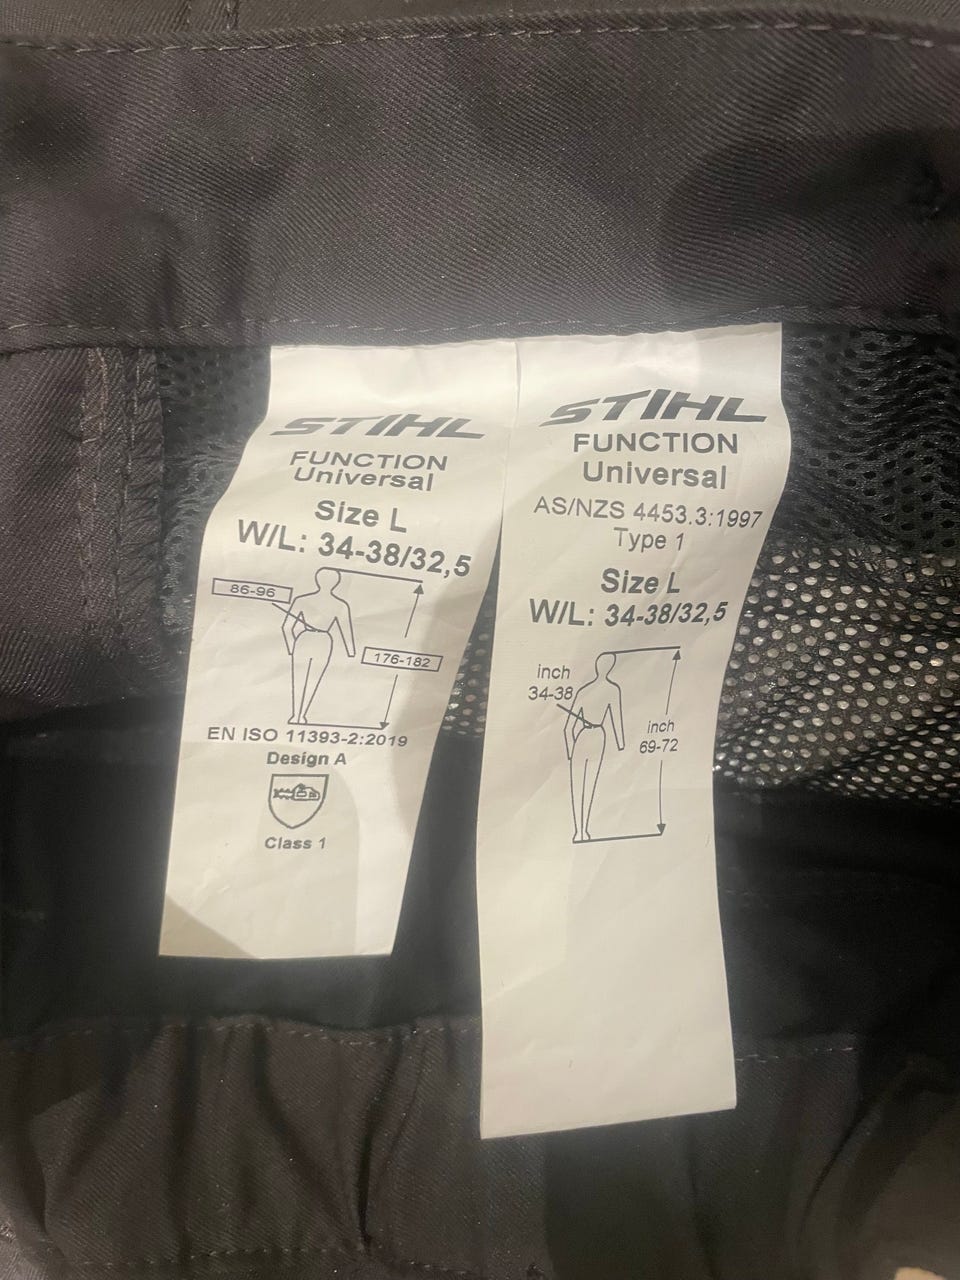 STIHL
FUNCTION
Universal
Size L
W/L: 34-38/32,5
86-96
176-182
EN ISO 11393-2:2019
Design A
Class 1
STIHL
FUNCTION
Universal
AS/NZS 4453.3:1997
Type 1
Size L
W/L: 34-38/32,5
inch
34-38
inch
69-72